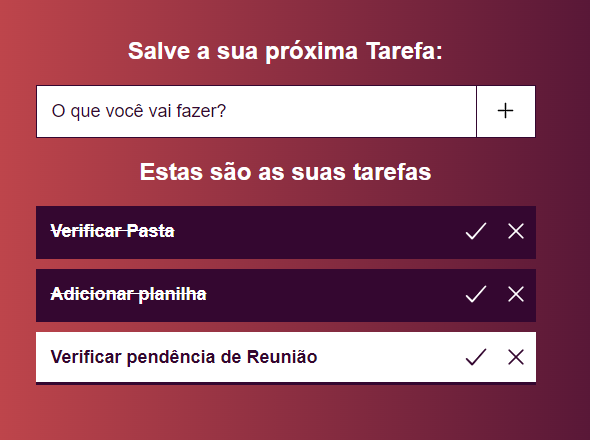 Salve a sua próxima Tarefa:
O que você vai fazer?
Estas são as suas tarefas
Verificar Pasta
Adicionar planilha
Verificar pendência de Reunião